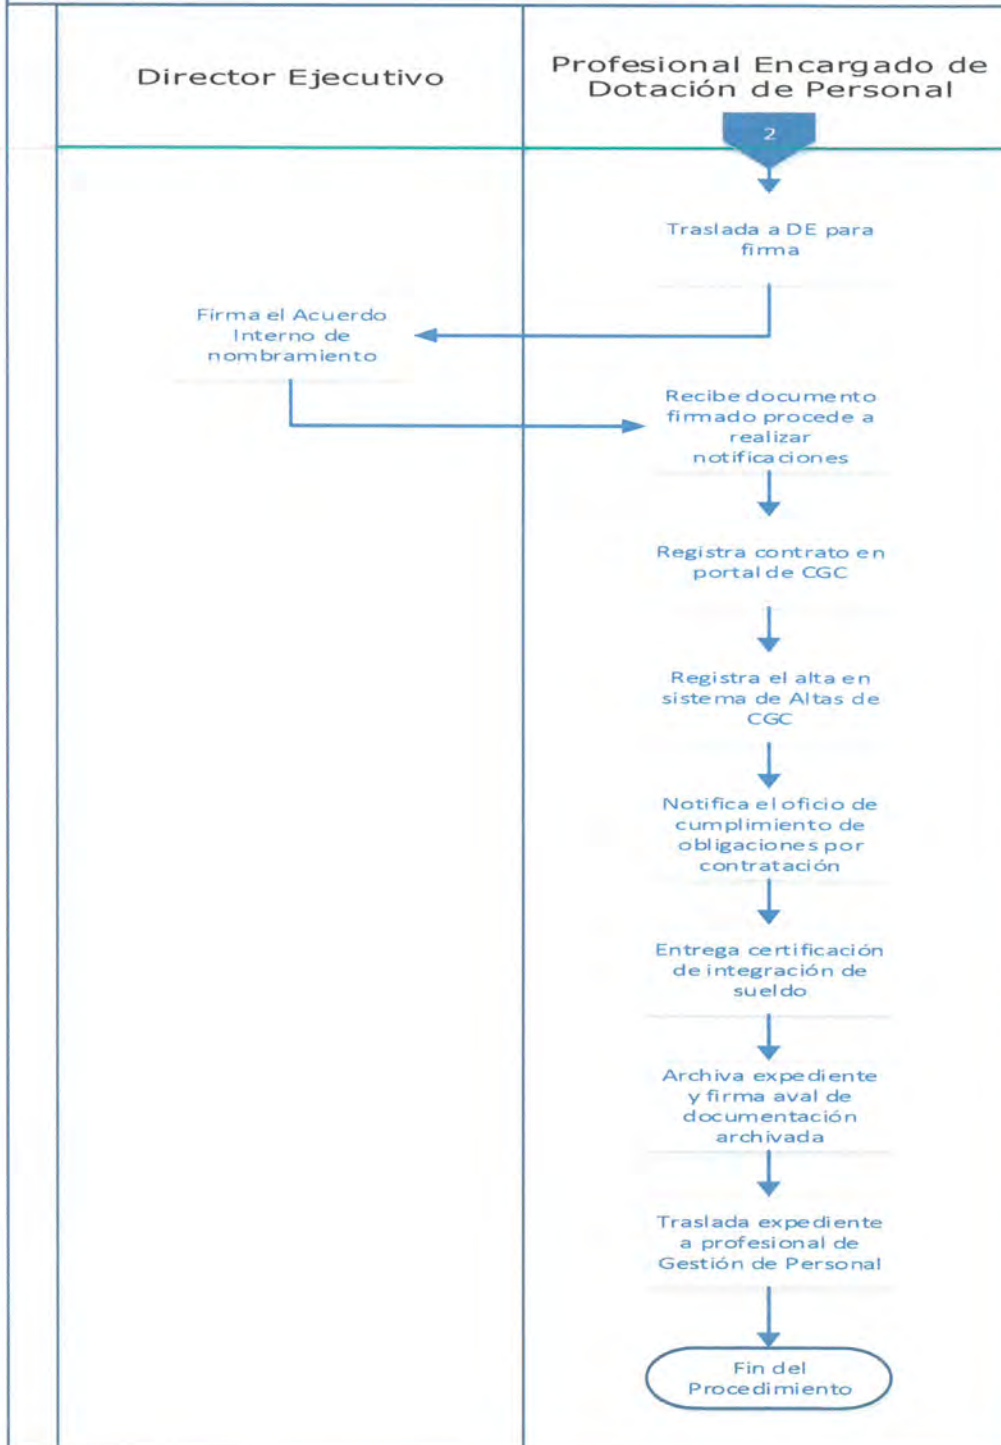 Director Ejecutivo
Profesional Encargado de
Dotación de Personal
2
Traslada a DE para
firma
Firma el Acuerdo
Interno de
nombramiento
Recibe documento
firmado procede a
realizar
notificaciones
Registra contrato en
portal de CGC
Registra el alta en
sistema de Altas de
CGC
Notifica el oficio de
cumplimiento de
obligaciones por
contratación
Entrega certificación
de integración de
sueldo
Archiva expediente
y firma aval de
documentación
archivada
Traslada expediente
a profesional de
Gestión de Personal
Fin del
Procedimiento